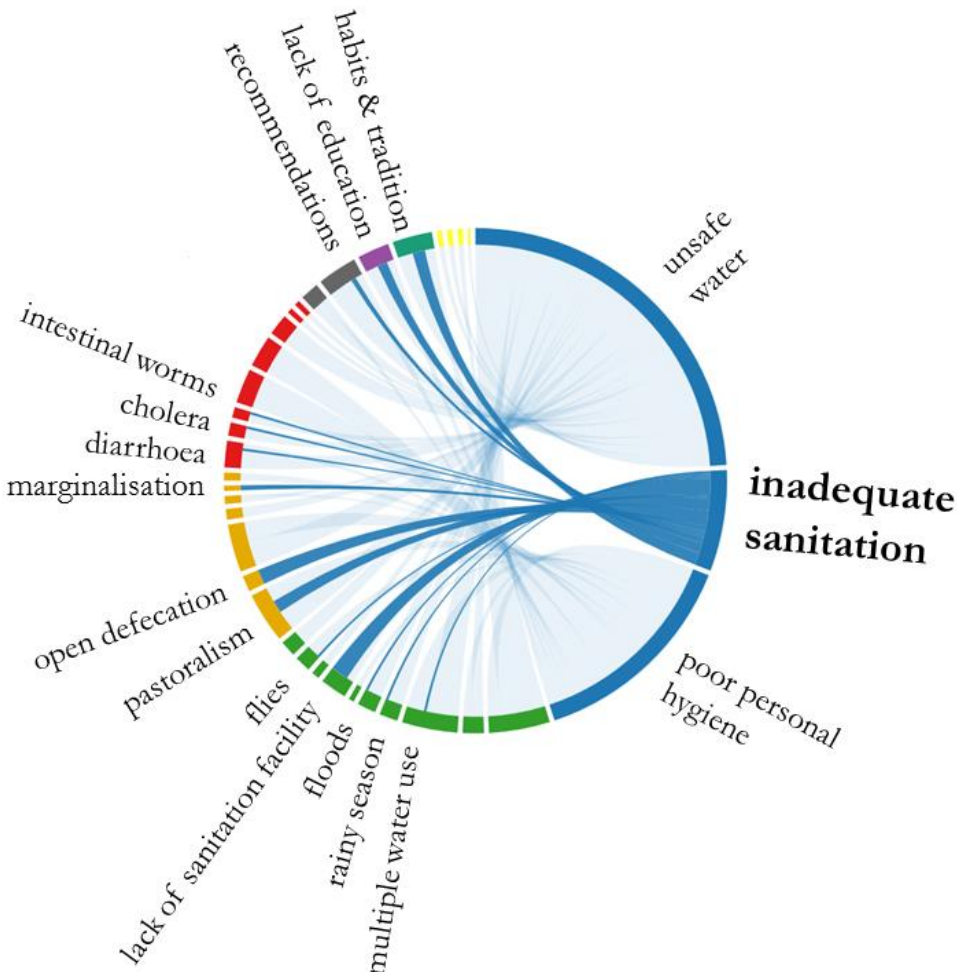 habits & tradition
lack of education
recommendations
unsafe
water
intestinal worms
cholera
diarrhoea
marginalisation
inadequate
sanitation
open defecation
pastoralism
flies
lack of sanitation facility
floods
rainy season
multiple water use
poor personal
hygiene